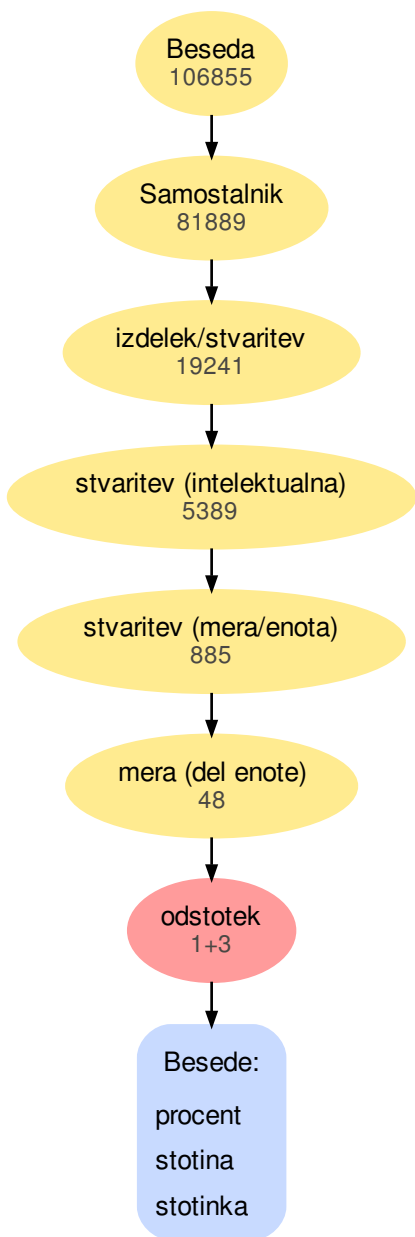 Beseda
106855
Samostalnik
81889
izdelek/stvaritev
19241
stvaritev (intelektualna)
5389
stvaritev (mera/enota)
885
mera (del enote)
48
odstotek
1+3
Besede:
procent
stotina
stotinka